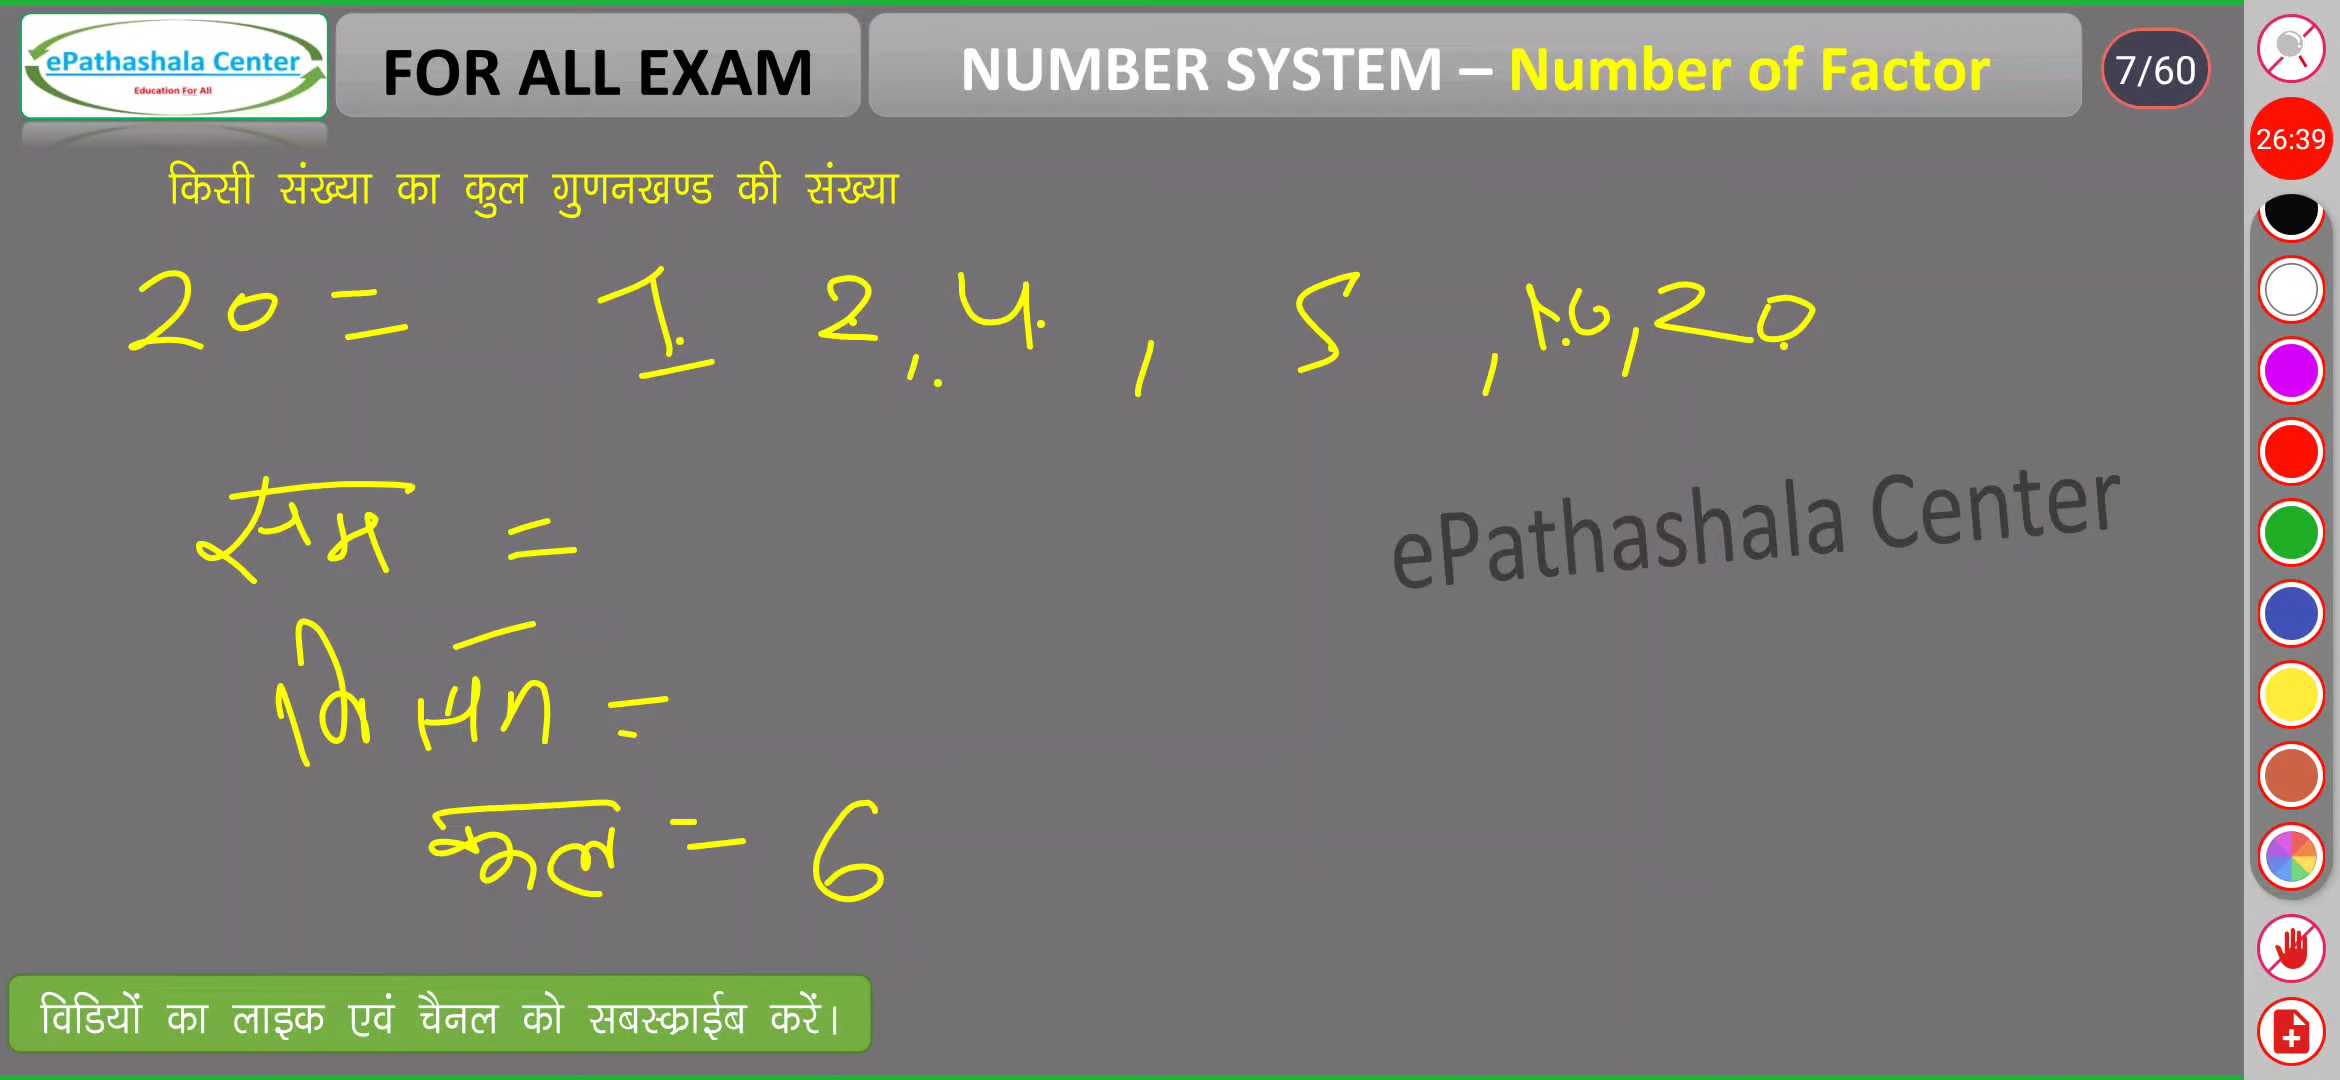 ePathashala Center
Education For All
FOR ALL EXAM
NUMBER SYSTEM – Number of Factor
7/60
26:39
किसी संख्या का कुल गुणनखण्ड की संख्या
20 = 1 2, 4, 5, 10, 20
सम =
ePathashala Center
विषम =
कुल = 6
विडियों का लाइक एवं चैनल को सबस्क्राईब करें।